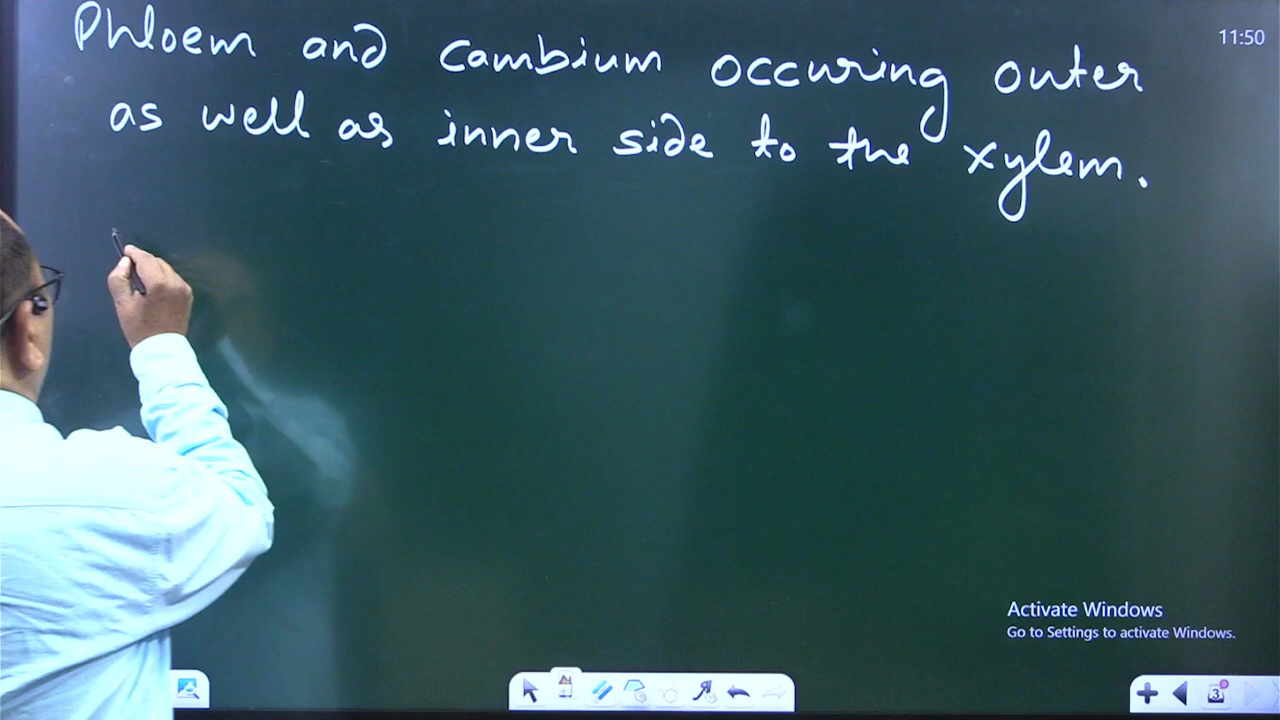 11:50
Phloem and cambium occuring outer
as well as inner side to the xylem.
Activate Windows
Go to Settings to activate Windows.
3